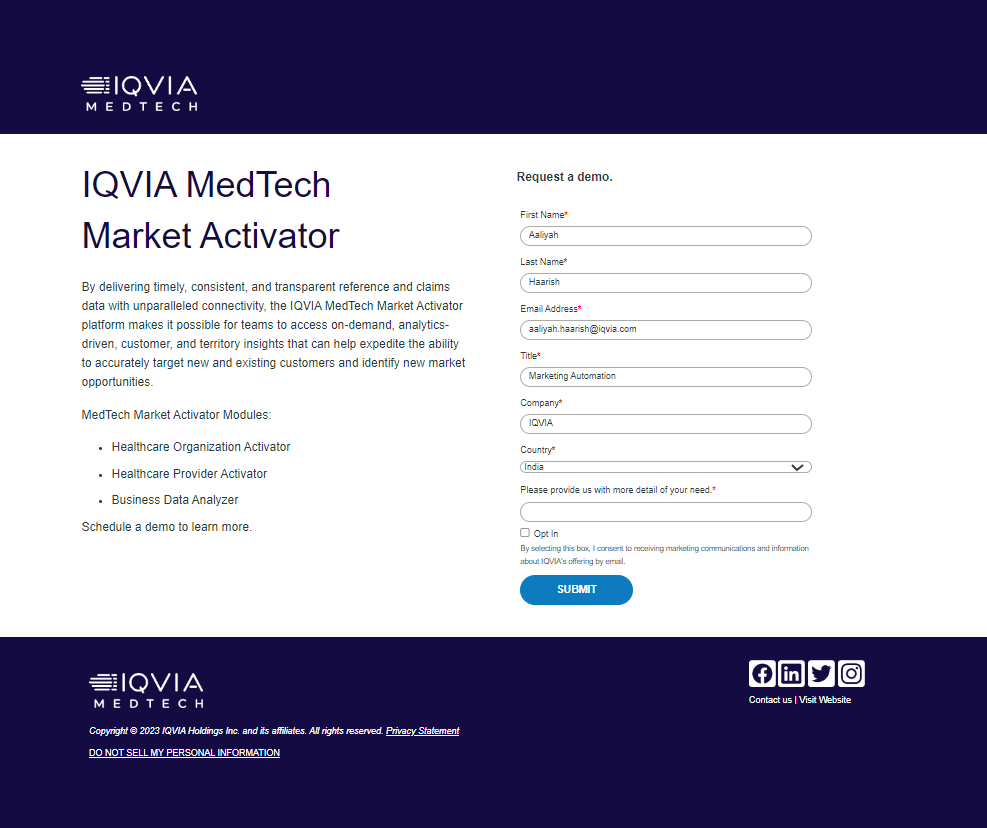 IQVIA
MEDTECH
IQVIA MedTech
Market Activator
By delivering timely, consistent, and transparent reference and claims
data with unparalleled connectivity, the IQVIA MedTech Market Activator
platform makes it possible for teams to access on-demand, analytics-
driven, customer, and territory insights that can help expedite the ability
to accurately target new and existing customers and identify new market
opportunities.
MedTech Market Activator Modules:
• Healthcare Organization Activator
• Healthcare Provider Activator
• Business Data Analyzer
Schedule a demo to learn more.
Request a demo.
First Name*
Aaliyah
Last Name*
Haarish
Email Address*
aaliyah.haarish@iqvia.com
Title*
Marketing Automation
Company*
IQVIA
Country*
India
Please provide us with more detail of your need.*
Opt In
By selecting this box, I consent to receiving marketing communications and information
about IQVIA's offering by email.
SUBMIT
IQVIA
MEDTECH
Copyright © 2023 IQVIA Holdings Inc. and its affiliates. All rights reserved. Privacy Statement
DO NOT SELL MY PERSONAL INFORMATION
Contact us | Visit Website